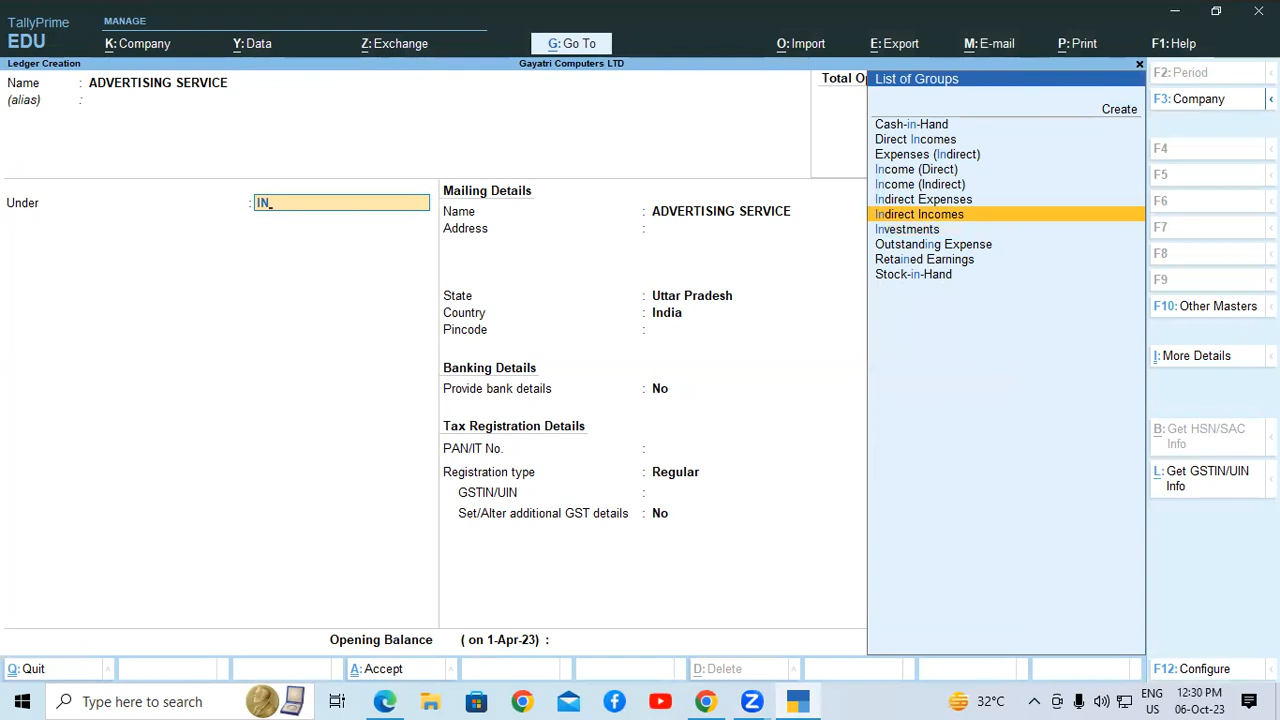 TallyPrime
EDU
MANAGE
K: Company
Y: Data
Z: Exchange
G: Go To
O: Import
E: Export
M: E-mail
P: Print
F1: Help
Ledger Creation
Gayatri Computers LTD
Name : ADVERTISING SERVICE
(alias) :
Total Op
Under : IN
Mailing Details
Name : ADVERTISING SERVICE
Address :
State : Uttar Pradesh
Country : India
Pincode :
Banking Details
Provide bank details : No
Tax Registration Details
PAN/IT No. :
Registration type : Regular
GSTIN/UIN :
Set/Alter additional GST details : No
Opening Balance ( on 1-Apr-23) :
List of Groups
Create
Cash-in-Hand
Direct Incomes
Expenses (Indirect)
Income (Direct)
Income (Indirect)
Indirect Expenses
Indirect Incomes
Investments
Outstanding Expense
Retained Earnings
Stock-in-Hand
F2: Period
F3: Company
F4
F5
F6
F7
F8
F9
F10: Other Masters
I: More Details
B: Get HSN/SAC
Info
L: Get GSTIN/UIN
Info
F12: Configure
Q: Quit
A: Accept
D: Delete
Type here to search
32°C
ENG
US
12:30 PM
06-Oct-23